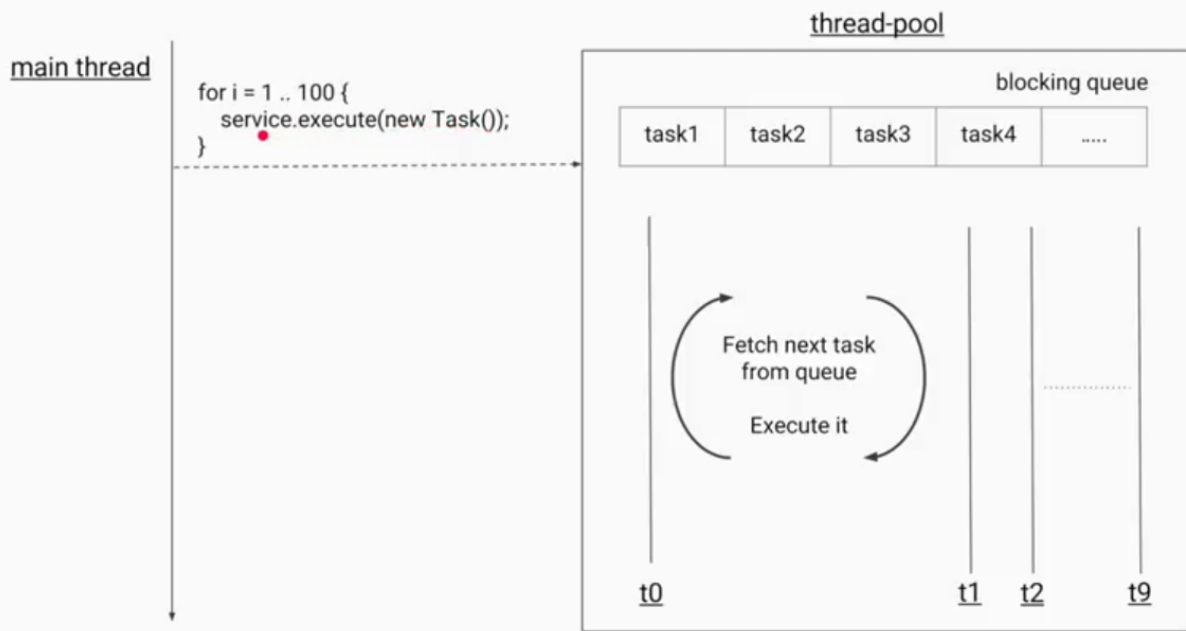 thread-pool
main thread
for i = 1 .. 100 {
service.execute(new Task());
}
blocking queue
task1 task2 task3 task4 .....
Fetch next task
from queue
Execute it
t0 t1 t2 t9